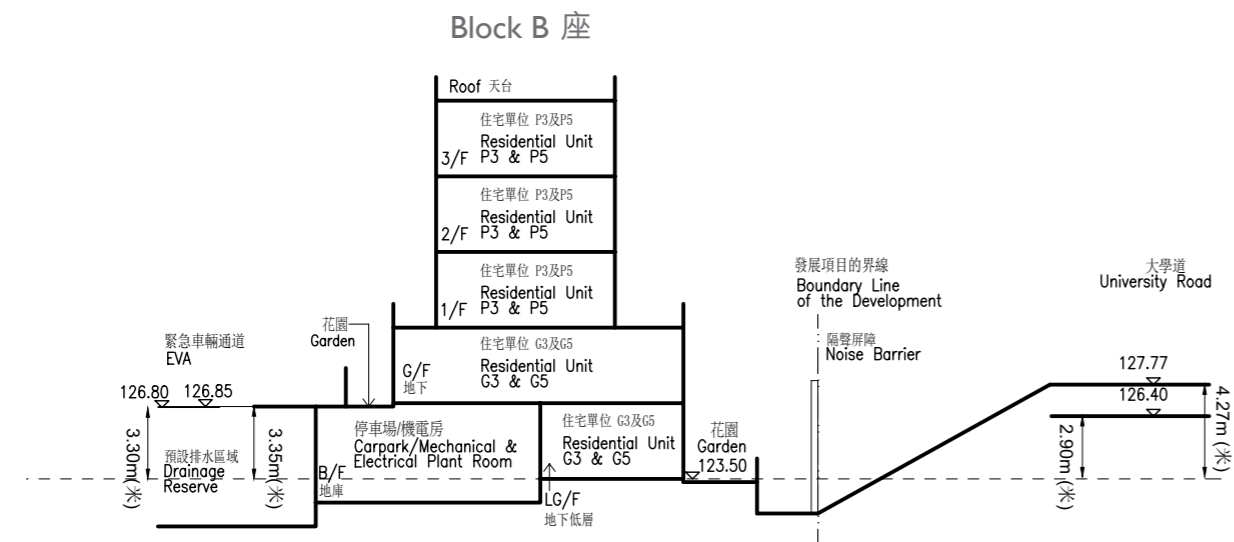 Block B 座
Roof 天台
住宅單位 P3及P5
Residential Unit
3/F P3 & P5
住宅單位 P3及P5
Residential Unit
2/F P3 & P5
住宅單位 P3及P5
Residential Unit
1/F P3 & P5
發展項目的界線
Boundary Line
of the Development
大學道
University Road
花園
Garden
緊急車輛通道
EVA
住宅單位 G3及G5
Residential Unit
G3 & G5
G/F
地下
隔聲屏障
Noise Barrier
126.80 126.85
127.77
126.40
3.30m(米)
3.35m(米)
預設排水區域
Drainage
Reserve
停車場/機電房
Carpark/Mechanical &
Electrical Plant Room
B/F
地庫
住宅單位 G3及G5
Residential Unit
G3 & G5
LG/F
地下低層
花園
Garden
123.50
2.90m(米)
4.27m(米)